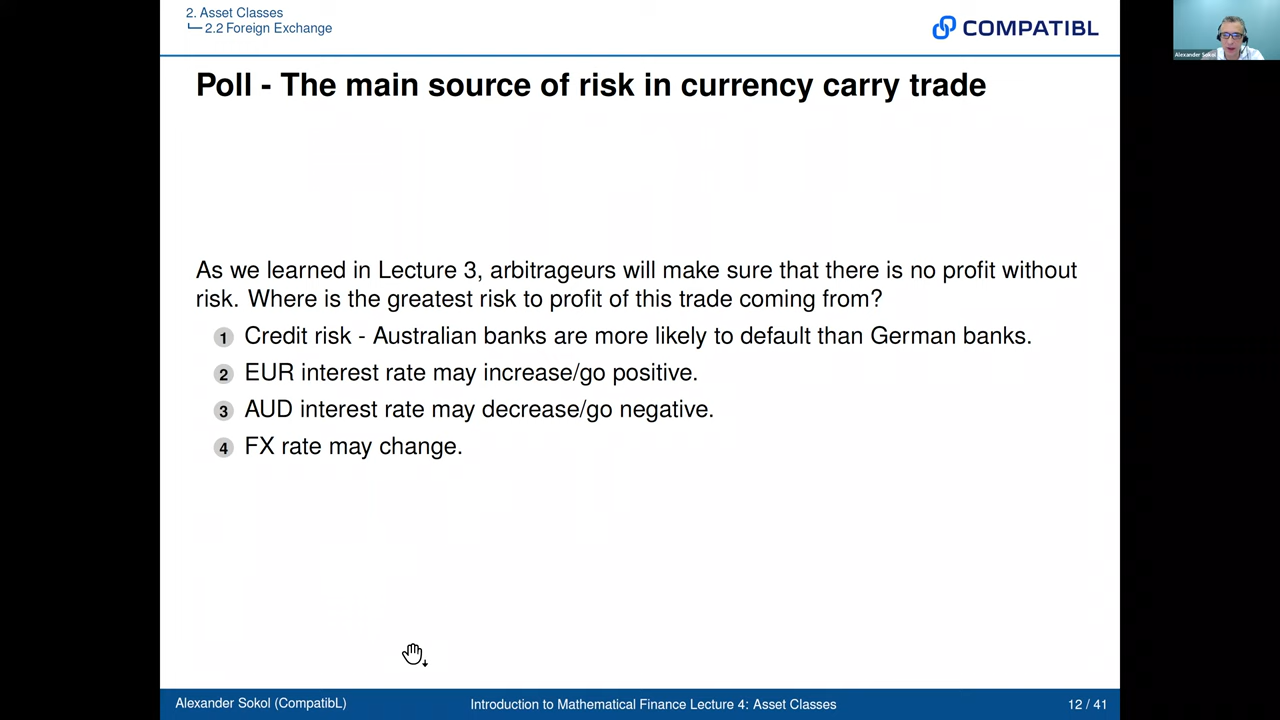 2. Asset Classes
2.2 Foreign Exchange
COMPATIBL
Alexander Sokol
Poll - The main source of risk in currency carry trade
As we learned in Lecture 3, arbitrageurs will make sure that there is no profit without
risk. Where is the greatest risk to profit of this trade coming from?
1 Credit risk - Australian banks are more likely to default than German banks.
2 EUR interest rate may increase/go positive.
3 AUD interest rate may decrease/go negative.
4 FX rate may change.
Alexander Sokol (CompatibL)
Introduction to Mathematical Finance Lecture 4: Asset Classes
12 / 41